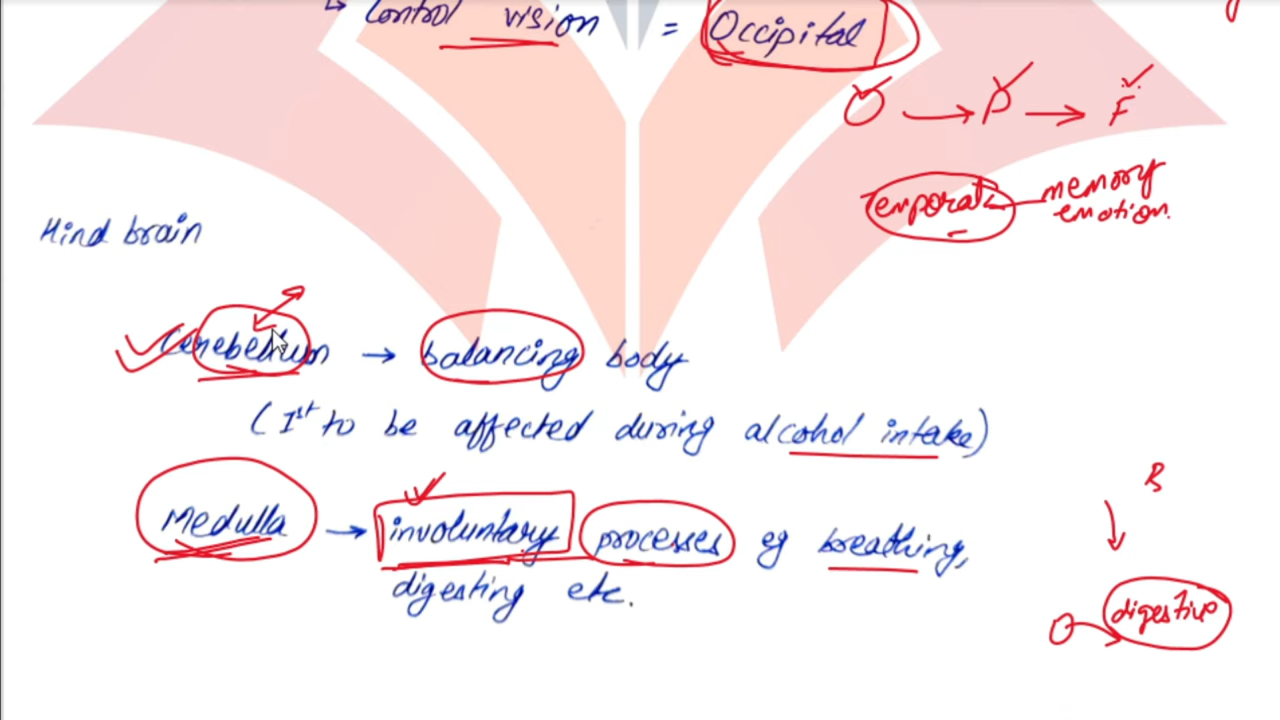 ↳ Control vision = Occipital
O → P → F
Temporal — memory
emotion.
Hind brain
Cerebellum → balancing body
(1st to be affected during alcohol intake)
B
Medulla → involuntary processes eg breathing,
digesting etc.
digestive